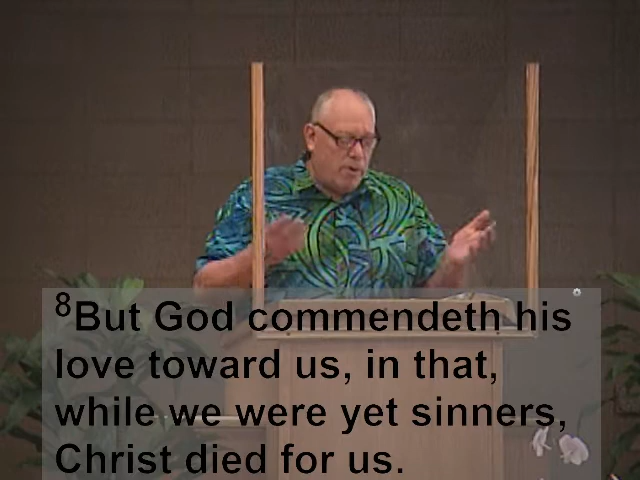 ⁸But God commendeth his
love toward us, in that,
while we were yet sinners,
Christ died for us.